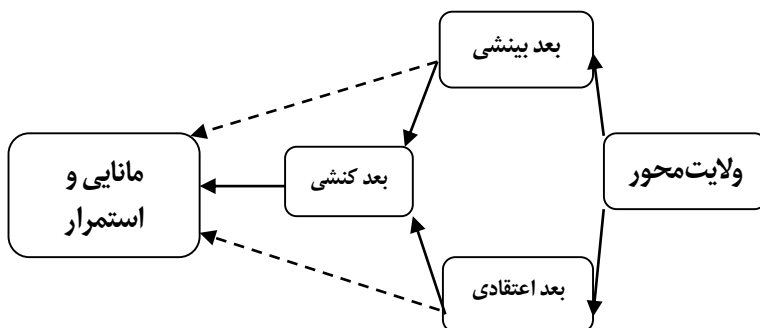 بعد بینشی
ولایت‌محور
بعد کنشی
مانایی و
استمرار
بعد اعتقادی